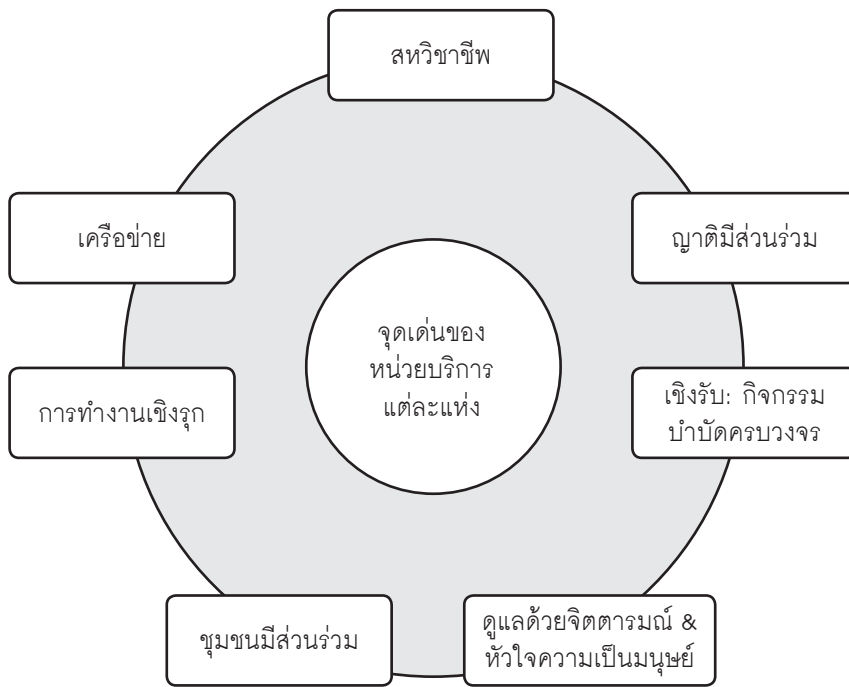 สหวิชาชีพ
เครือข่าย
ญาติมีส่วนร่วม
จุดเด่นของ
หน่วยบริการ
แต่ละแห่ง
การทำงานเชิงรุก
เชิงรับ: กิจกรรม
บำบัดครบวงจร
ชุมชนมีส่วนร่วม
ดูแลด้วยจิตตารมณ์ &
หัวใจความเป็นมนุษย์